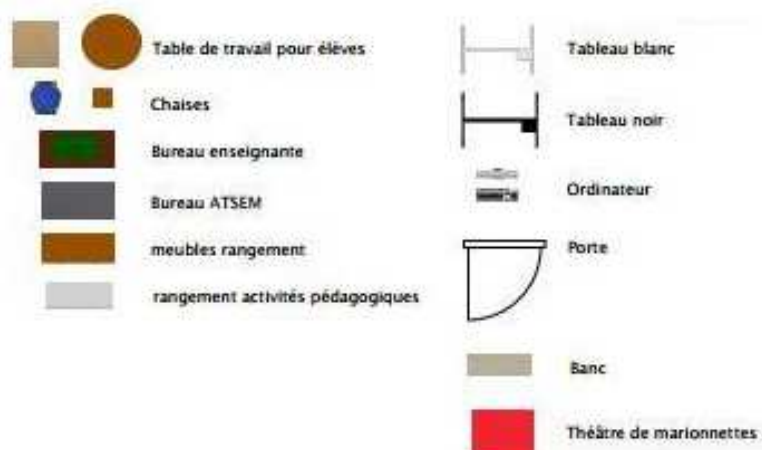 Table de travail pour élèves
Chaises
Bureau enseignante
Bureau ATSEM
meubles rangement
rangement activités pédagogiques
Tableau blanc
Tableau noir
Ordinateur
Porte
Banc
Théâtre de marionnettes